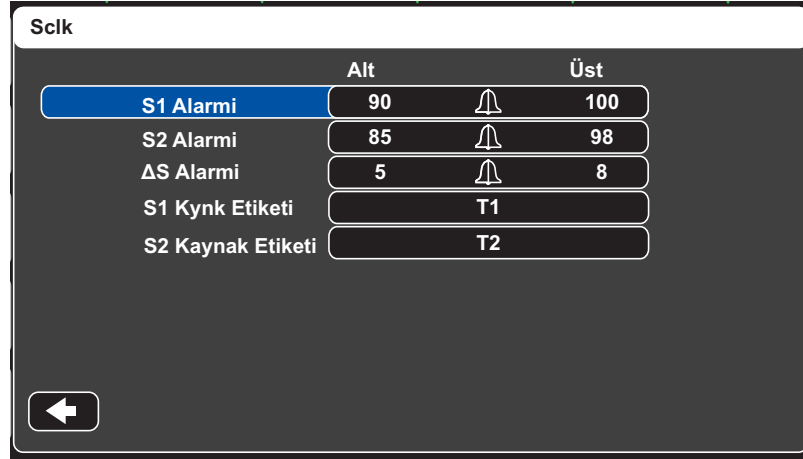 Sclk
Alt Üst
S1 Alarmi 90 100
S2 Alarmi 85 98
ΔS Alarmi 5 8
S1 Kynk Etiketi T1
S2 Kaynak Etiketi T2